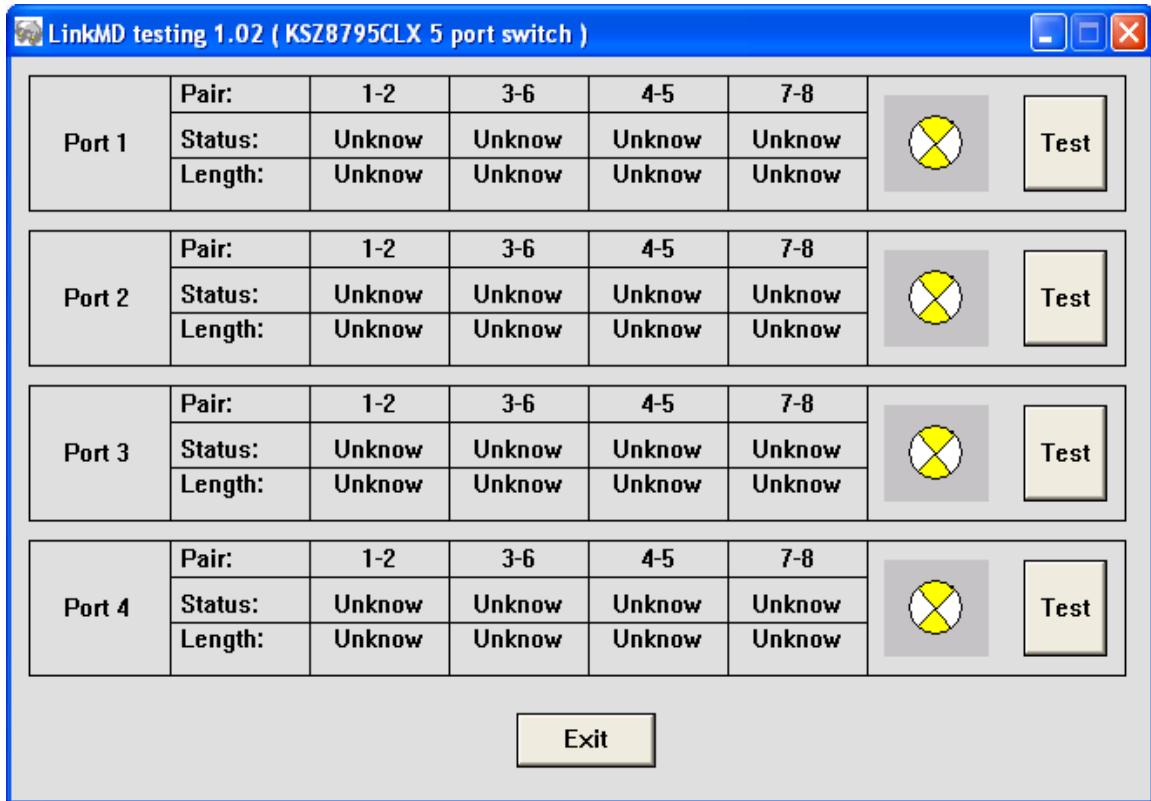 LinkMD testing 1.02 ( KSZ8795CLX 5 port switch )
Port 1
Pair: 1-2 3-6 4-5 7-8
Status: Unknow Unknow Unknow Unknow
Length: Unknow Unknow Unknow Unknow
Test
Port 2
Pair: 1-2 3-6 4-5 7-8
Status: Unknow Unknow Unknow Unknow
Length: Unknow Unknow Unknow Unknow
Test
Port 3
Pair: 1-2 3-6 4-5 7-8
Status: Unknow Unknow Unknow Unknow
Length: Unknow Unknow Unknow Unknow
Test
Port 4
Pair: 1-2 3-6 4-5 7-8
Status: Unknow Unknow Unknow Unknow
Length: Unknow Unknow Unknow Unknow
Test
Exit